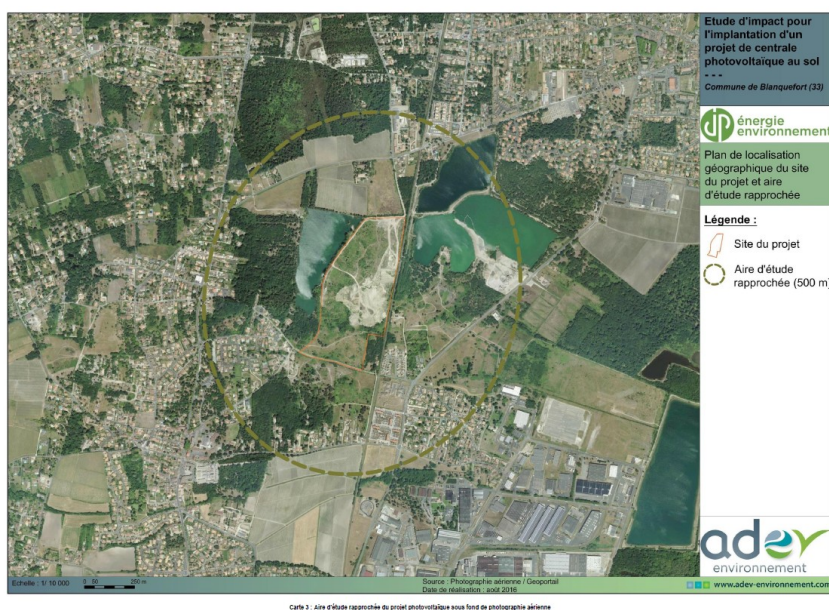 Etude d'impact pour
l'implantation d'un
projet de centrale
photovoltaïque au sol
- - -
Commune de Blanquefort (33)
jp énergie
environnement
Plan de localisation
géographique du site
du projet et aire
d'étude rapprochée
Légende :
Site du projet
Aire d'étude
rapprochée (500 m)
adev
environnement
Echelle : 1/ 10 000
0 50 250 m
Source : Photographie aérienne / Geoportail
Date de réalisation : août 2016
www.adev-environnement.com
Carte 3 : Aire d'étude rapprochée du projet photovoltaïque sous fond de photographie aérienne